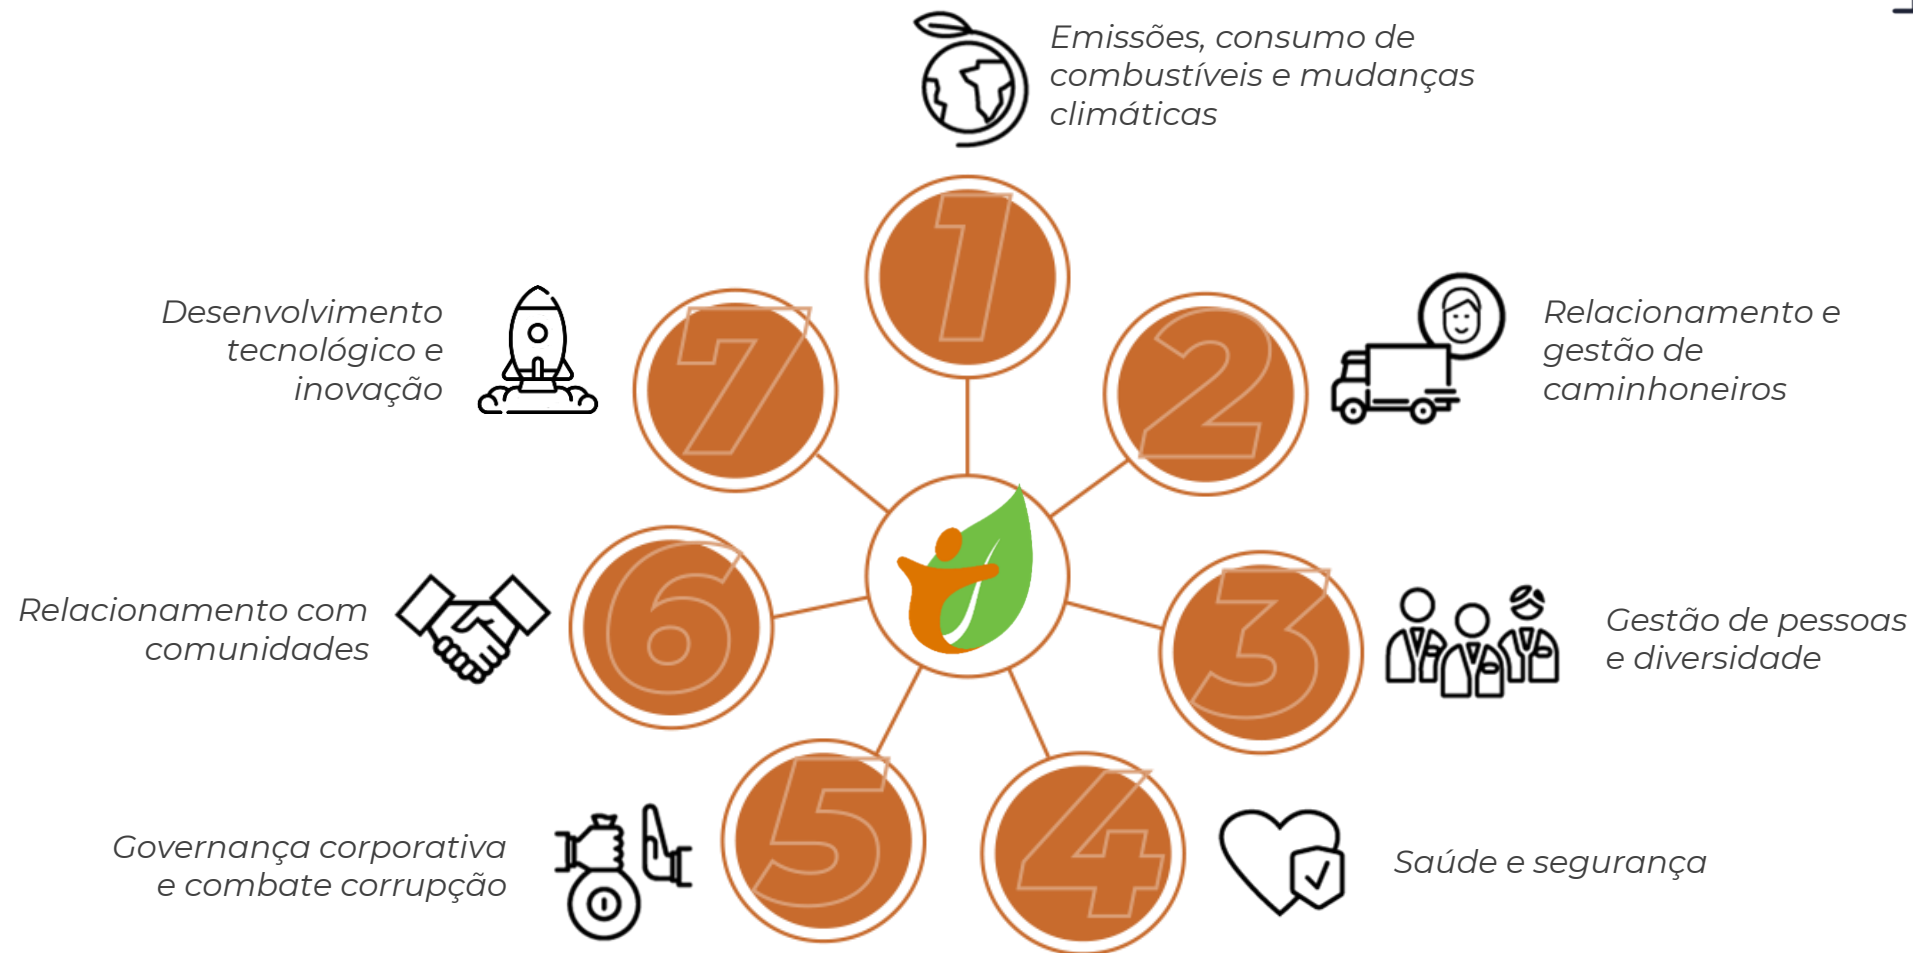 Emissões, consumo de
combustíveis e mudanças
climáticas
1
Relacionamento e
gestão de
caminhoneiros
2
Gestão de pessoas
e diversidade
3
Saúde e segurança
4
Governança corporativa
e combate corrupção
5
Relacionamento com
comunidades
6
Desenvolvimento
tecnológico e
inovação
7